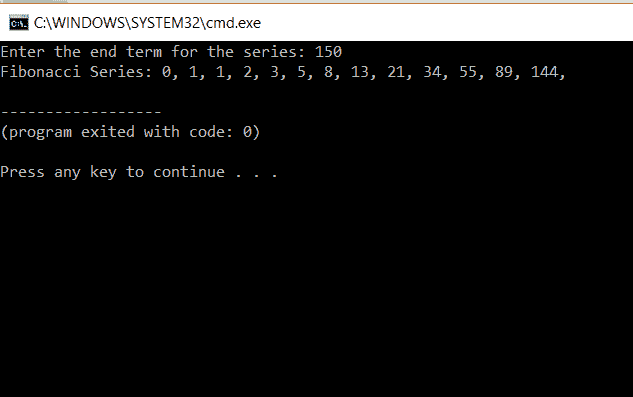 C:\WINDOWS\SYSTEM32\cmd.exe
Enter the end term for the series: 150
Fibonacci Series: 0, 1, 1, 2, 3, 5, 8, 13, 21, 34, 55, 89, 144,
------------------
(program exited with code: 0)
Press any key to continue . . .